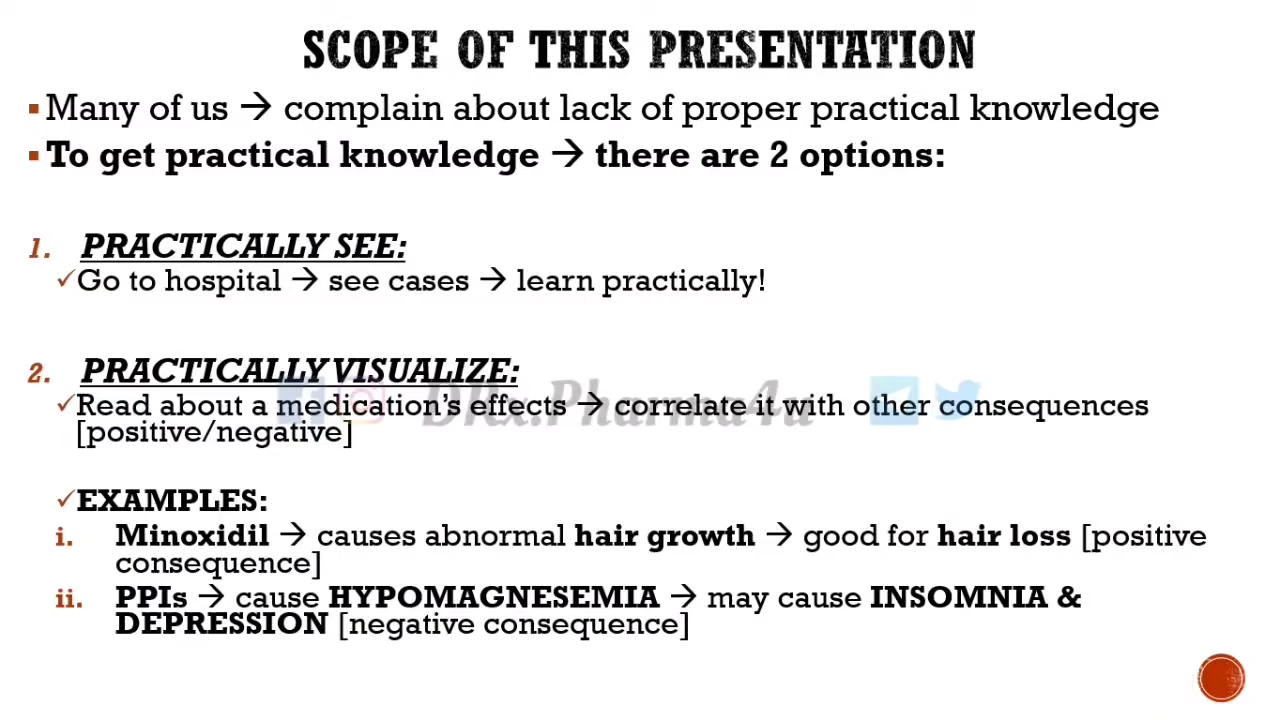 SCOPE OF THIS PRESENTATION
▪ Many of us → complain about lack of proper practical knowledge
▪ To get practical knowledge → there are 2 options:
1. PRACTICALLY SEE:
✓ Go to hospital → see cases → learn practically!
2. PRACTICALLY VISUALIZE:
DRx.Pharma4u
✓ Read about a medication's effects → correlate it with other consequences
[positive/negative]
✓ EXAMPLES:
i. Minoxidil → causes abnormal hair growth → good for hair loss [positive
consequence]
ii. PPIs → cause HYPOMAGNESEMIA → may cause INSOMNIA &
DEPRESSION [negative consequence]